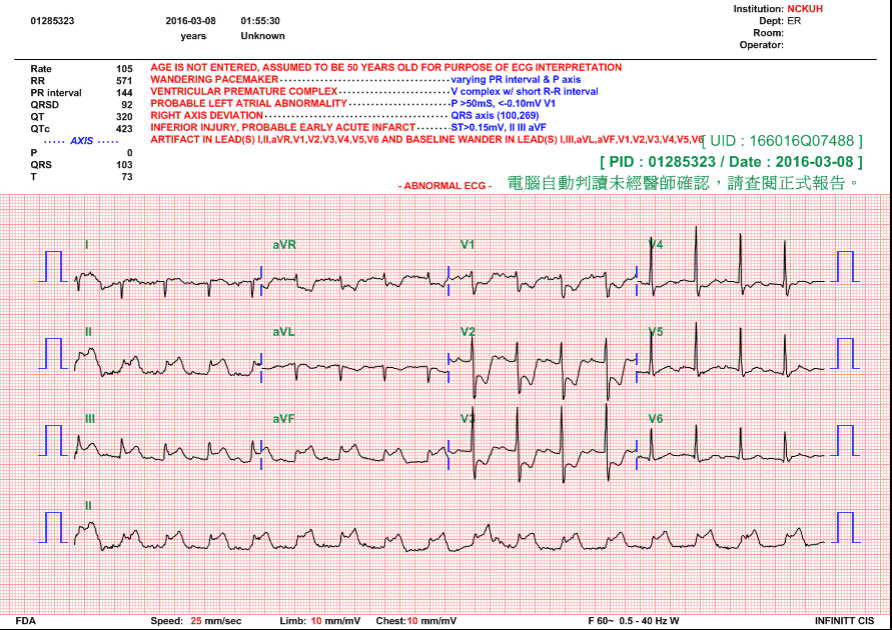 Institution: NCKUH
01285323 2016-03-08 01:55:30 Dept: ER
years Unknown Room:
Operator:
Rate 105 AGE IS NOT ENTERED, ASSUMED TO BE 50 YEARS OLD FOR PURPOSE OF ECG INTERPRETATION
RR 571 WANDERING PACEMAKER - - - - - - - - - - varying PR interval & P axis
PR interval 144 VENTRICULAR PREMATURE COMPLEX - - - - - - - - - - V complex w/ short R-R interval
QRSD 92 PROBABLE LEFT ATRIAL ABNORMALITY - - - - - - - - - - P >50mS, <-0.10mV V1
QT 320 RIGHT AXIS DEVIATION - - - - - - - - - - QRS axis (100,269)
QTc 423 INFERIOR INJURY, PROBABLE EARLY ACUTE INFARCT - - - - - - ST>0.15mV, II III aVF
····· AXIS ····· ARTIFACT IN LEAD(S) I,II,aVR,V1,V2,V3,V4,V5,V6 AND BASELINE WANDER IN LEAD(S) I,III,aVL,aVF,V1,V2,V3,V4,V5,V6 [ UID : 166016Q07488 ]
P 0
QRS 103 [ PID : 01285323 / Date : 2016-03-08 ]
T 73
- ABNORMAL ECG - 電腦自動判讀未經醫師確認，請查閱正式報告。
I aVR V1 V4
II aVL V2 V5
III aVF V3 V6
II
FDA Speed: 25 mm/sec Limb: 10 mm/mV Chest: 10 mm/mV F 60~ 0.5 - 40 Hz W INFINITT CIS